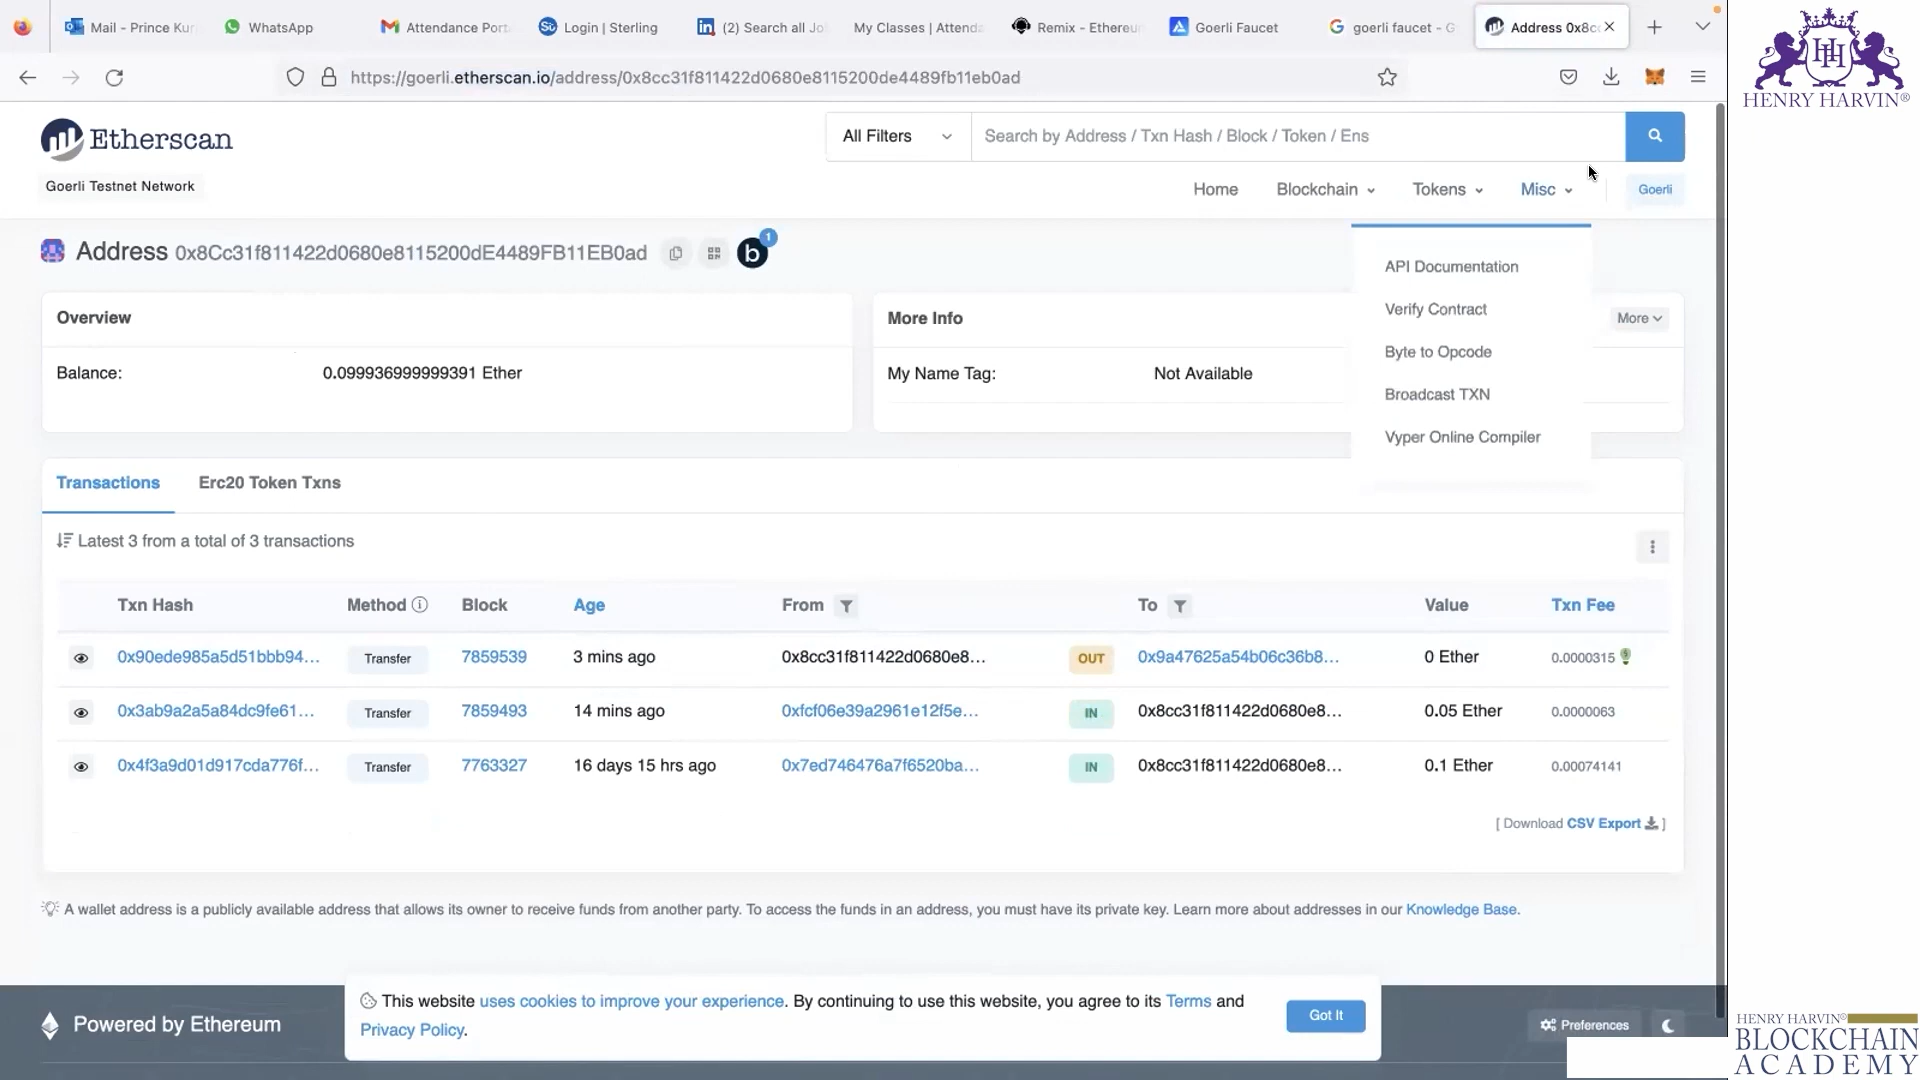 Mail - Prince Kur
WhatsApp
Attendance Port
Login | Sterling
(2) Search all Jo
My Classes | Attenda
Remix - Ethereu
Goerli Faucet
goerli faucet - G
Address 0x8c
https://goerli.etherscan.io/address/0x8cc31f811422d0680e8115200de4489fb11eb0ad
HENRY HARVIN®
Etherscan
All Filters
Search by Address / Txn Hash / Block / Token / Ens
Goerli Testnet Network
Home
Blockchain
Tokens
Misc
Goerli
Address 0x8Cc31f811422d0680e8115200dE4489FB11EB0ad
b
1
API Documentation
Verify Contract
Byte to Opcode
Broadcast TXN
Vyper Online Compiler
Overview
More Info
More
Balance:
0.099936999999391 Ether
My Name Tag:
Not Available
Transactions
Erc20 Token Txns
Latest 3 from a total of 3 transactions
Txn Hash Method Block Age From To Value Txn Fee
0x90ede985a5d51bbb94... Transfer 7859539 3 mins ago 0x8cc31f811422d0680e8... OUT 0x9a47625a54b06c36b8... 0 Ether 0.0000315
0x3ab9a2a5a84dc9fe61... Transfer 7859493 14 mins ago 0xfcf06e39a2961e12f5e... IN 0x8cc31f811422d0680e8... 0.05 Ether 0.0000063
0x4f3a9d01d917cda776f... Transfer 7763327 16 days 15 hrs ago 0x7ed746476a7f6520ba... IN 0x8cc31f811422d0680e8... 0.1 Ether 0.00074141
[ Download CSV Export ]
A wallet address is a publicly available address that allows its owner to receive funds from another party. To access the funds in an address, you must have its private key. Learn more about addresses in our Knowledge Base.
This website uses cookies to improve your experience. By continuing to use this website, you agree to its Terms and
Privacy Policy.
Got It
Powered by Ethereum
Preferences
HENRY HARVIN®
BLOCKCHAIN
ACADEMY